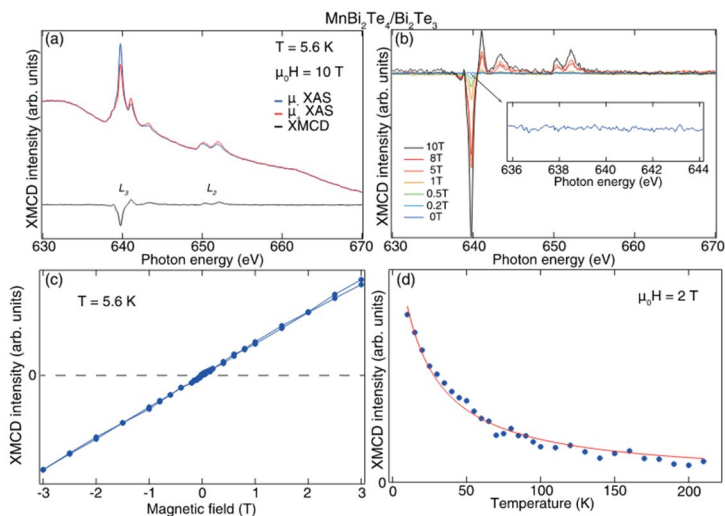 MnBi₂Te₄/Bi₂Te₃
(a)
T = 5.6 K
μ₀H = 10 T
μ₋ XAS
μ₊ XAS
XMCD
L₃
L₂
XMCD intensity (arb. units)
630
640
650
660
670
Photon energy (eV)
(b)
10T
8T
5T
1T
0.5T
0.2T
0T
636
638
640
642
644
Photon energy (eV)
XMCD intensity (arb. units)
630
640
650
660
670
Photon energy (eV)
(c)
T = 5.6 K
XMCD intensity (arb. units)
0
-3
-2
-1
0
1
2
3
Magnetic field (T)
(d)
μ₀H = 2 T
XMCD intensity (arb. units)
0
0
50
100
150
200
Temperature (K)